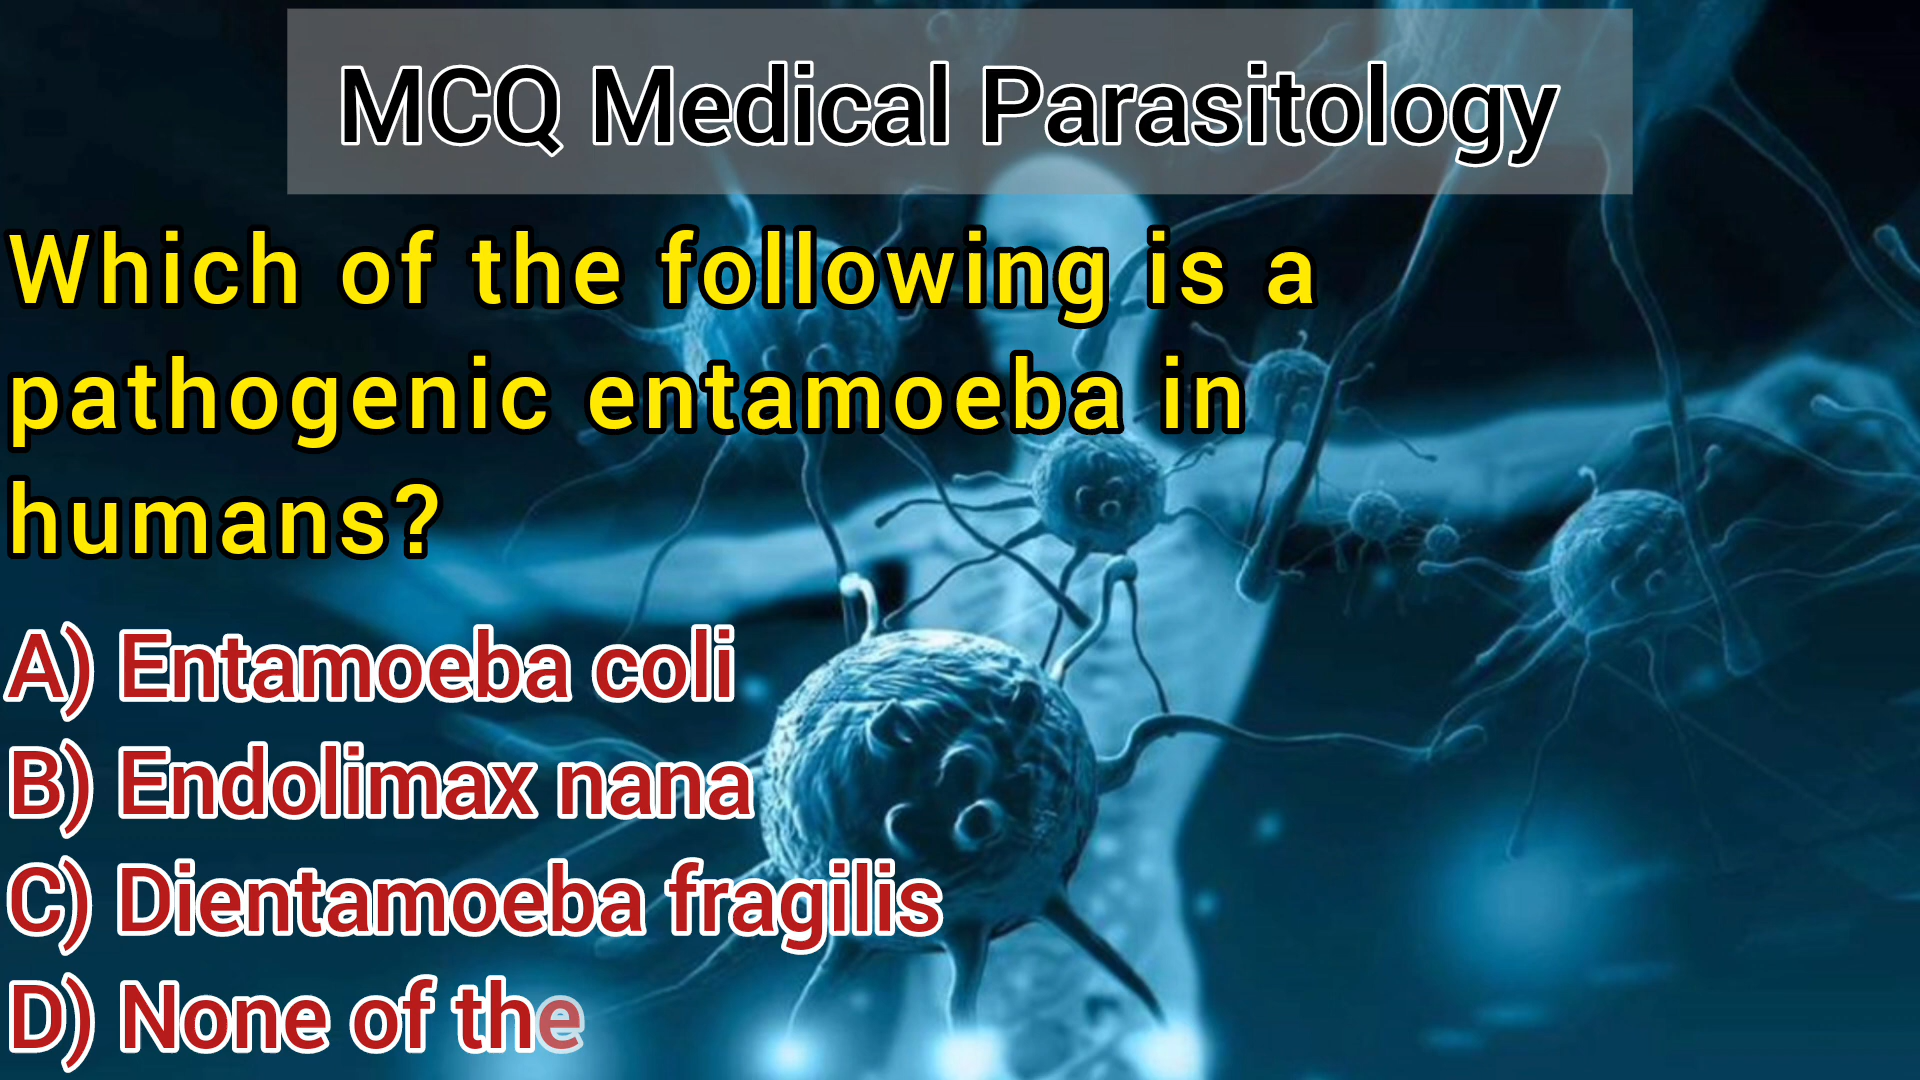 MCQ Medical Parasitology
Which of the following is a
pathogenic entamoeba in
humans?
A) Entamoeba coli
B) Endolimax nana
C) Dientamoeba fragilis
D) None of the